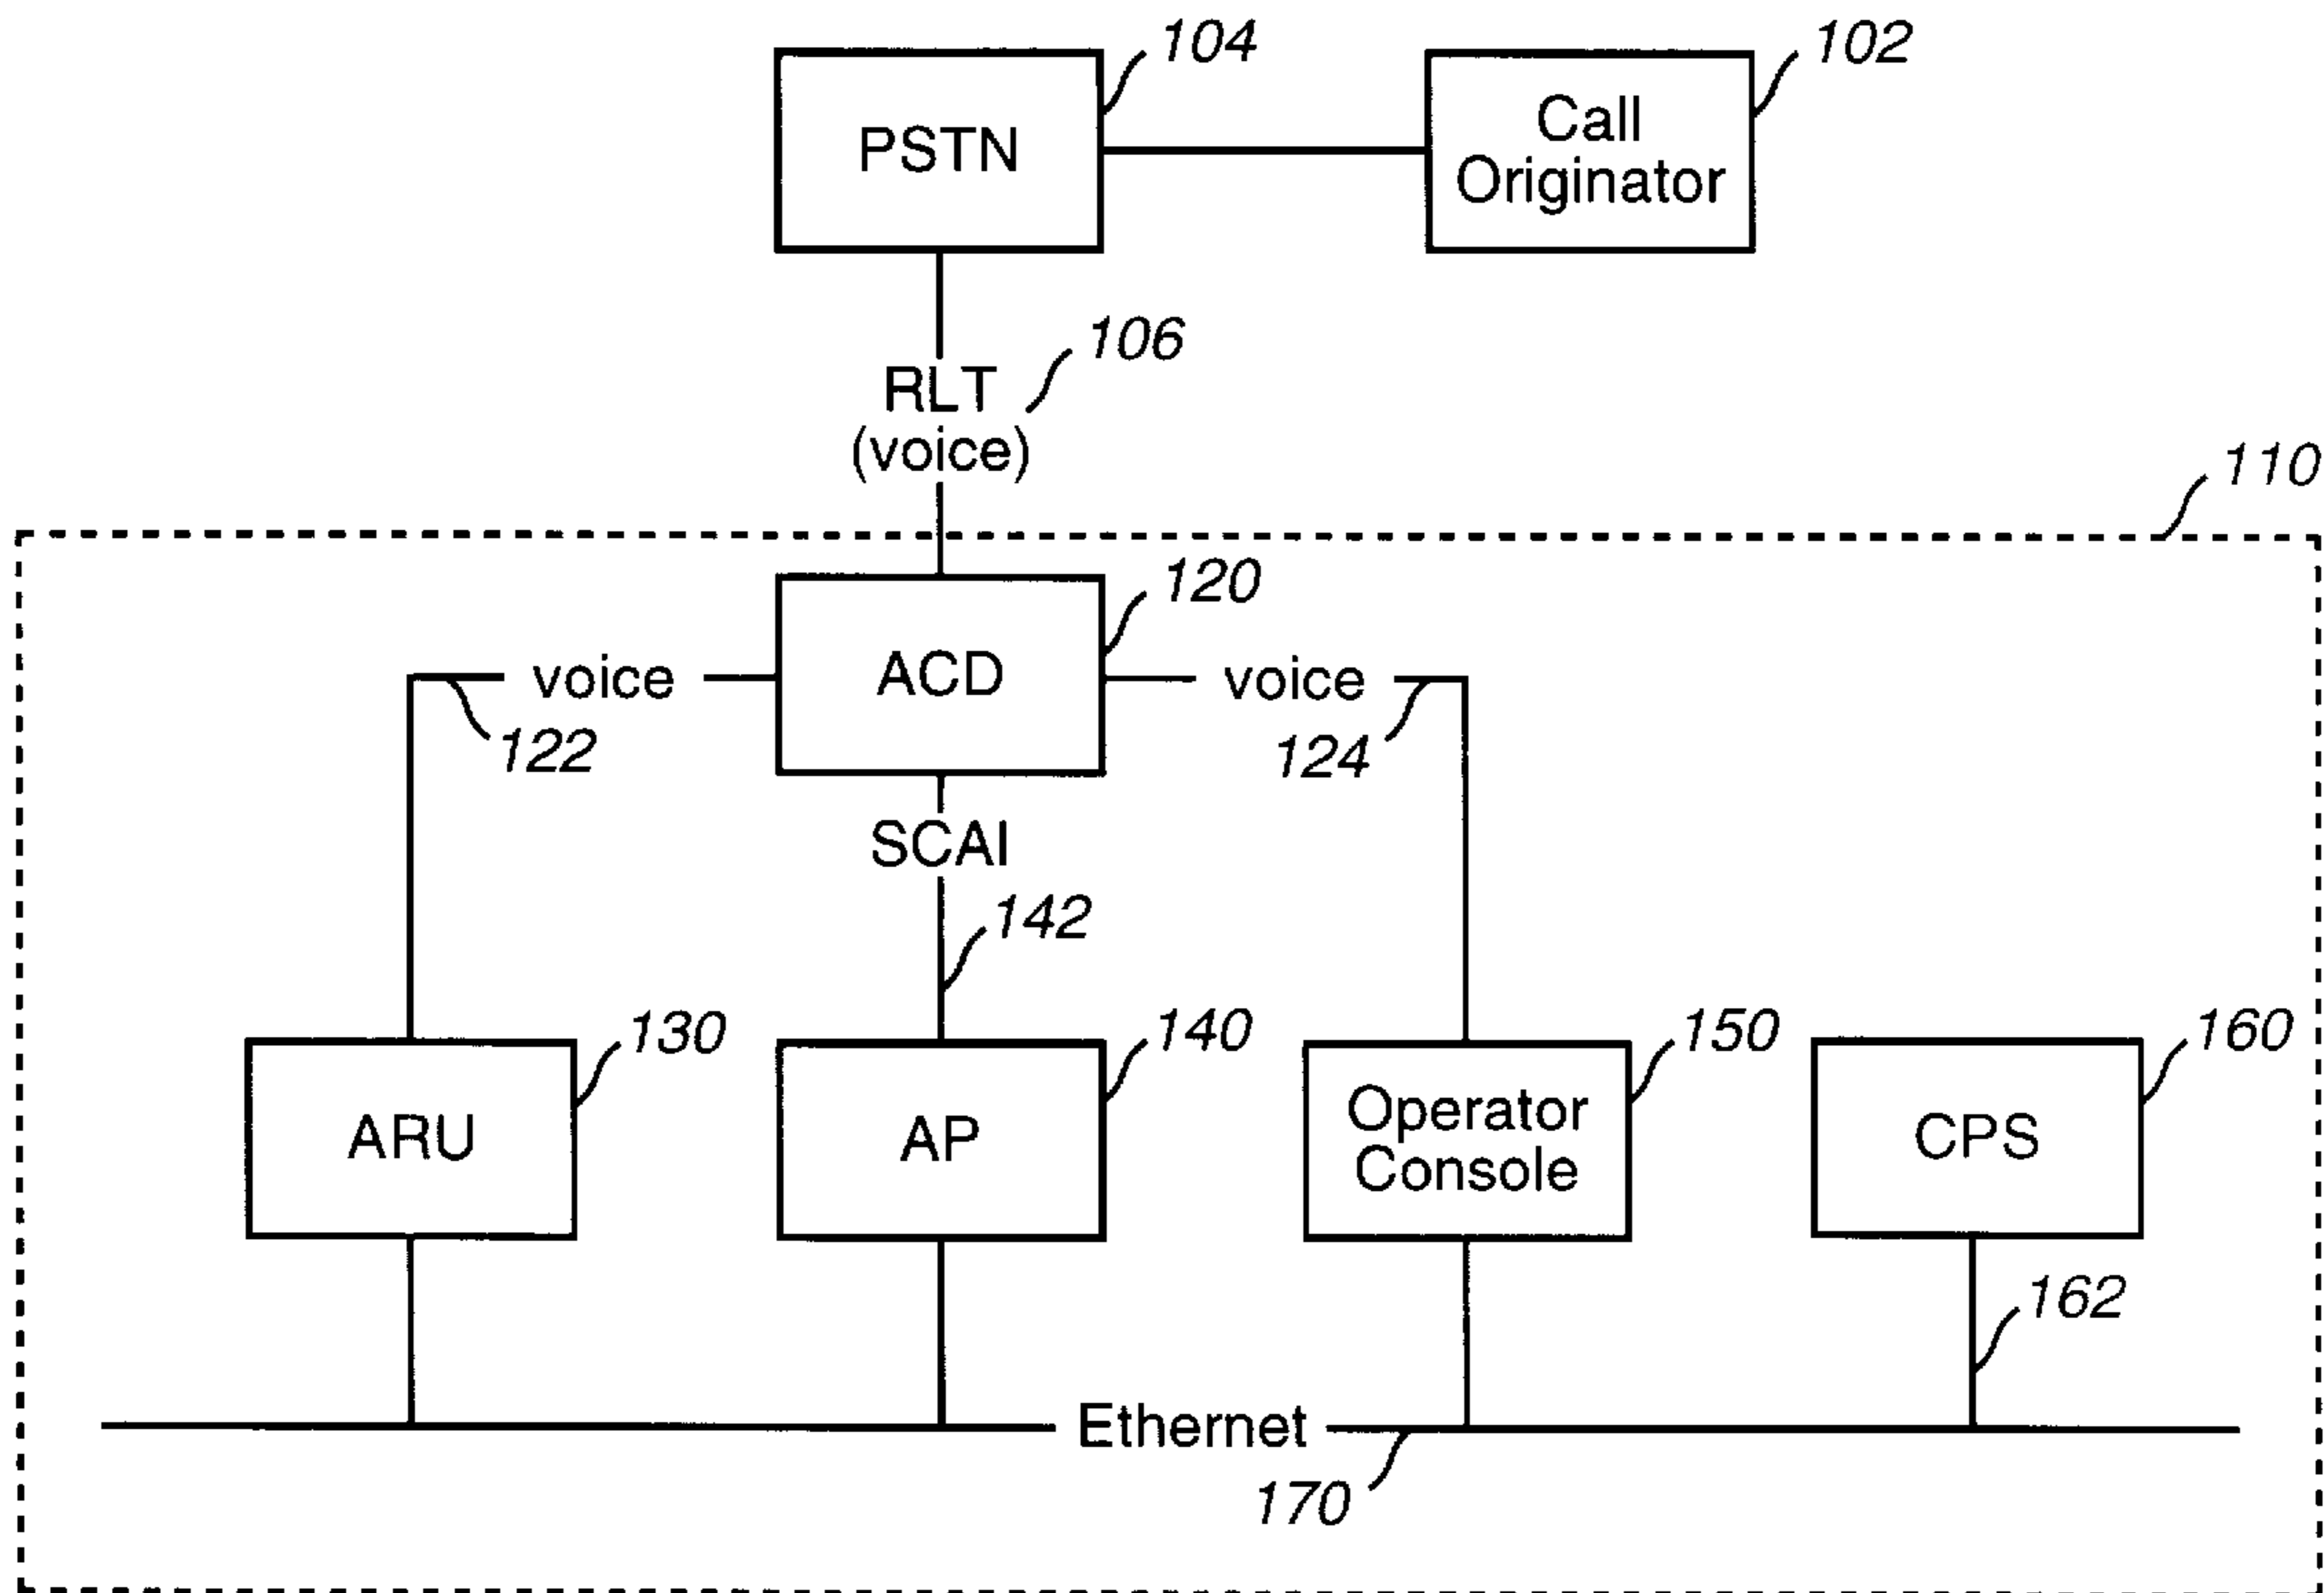 104
102
PSTN
Call
Originator
106
RLT
(voice)
110
120
voice
ACD
voice
122
124
SCAI
142
130
140
150
160
ARU
AP
Operator
Console
CPS
162
Ethernet
170